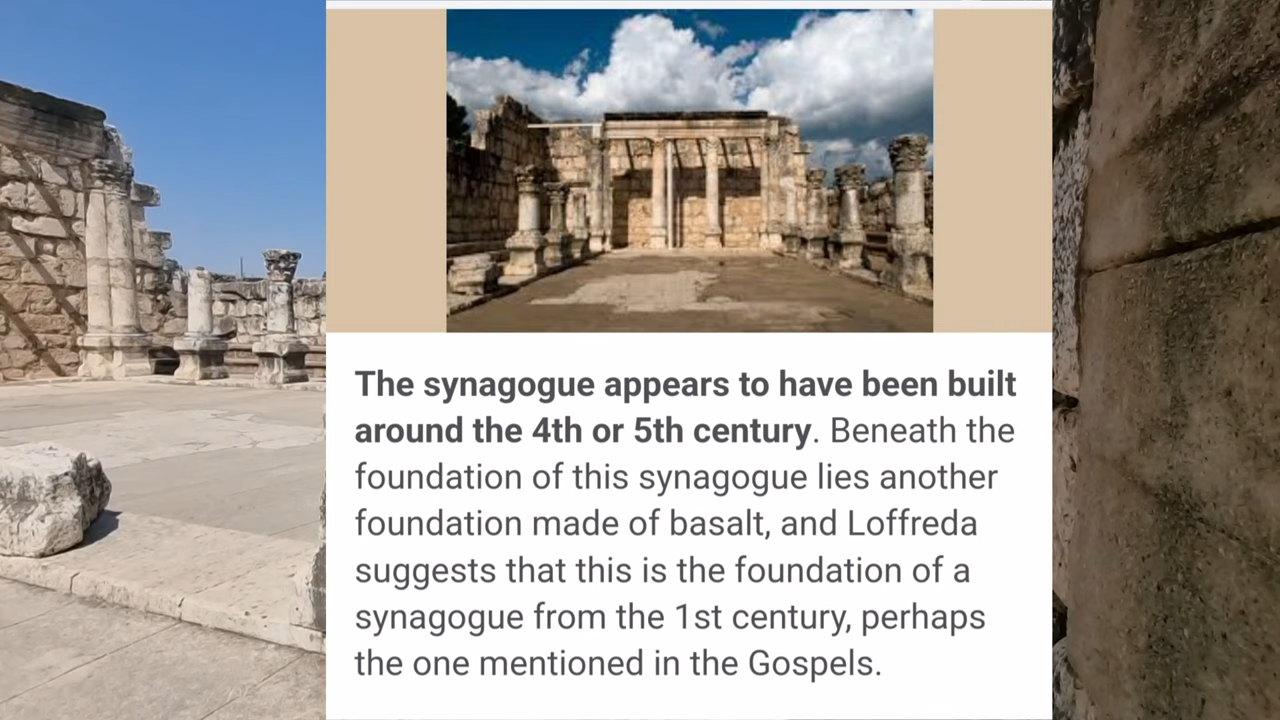 The synagogue appears to have been built
around the 4th or 5th century. Beneath the
foundation of this synagogue lies another
foundation made of basalt, and Loffreda
suggests that this is the foundation of a
synagogue from the 1st century, perhaps
the one mentioned in the Gospels.